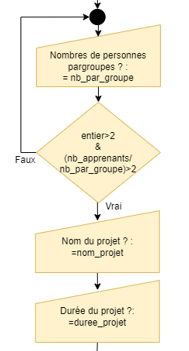 Nombres de personnes
pargroupes ? :
= nb_par_groupe
entier>2
&
(nb_apprenants/
nb_par_groupe)>2
Faux
Vrai
Nom du projet ? :
=nom_projet
Durée du projet ?:
=duree_projet